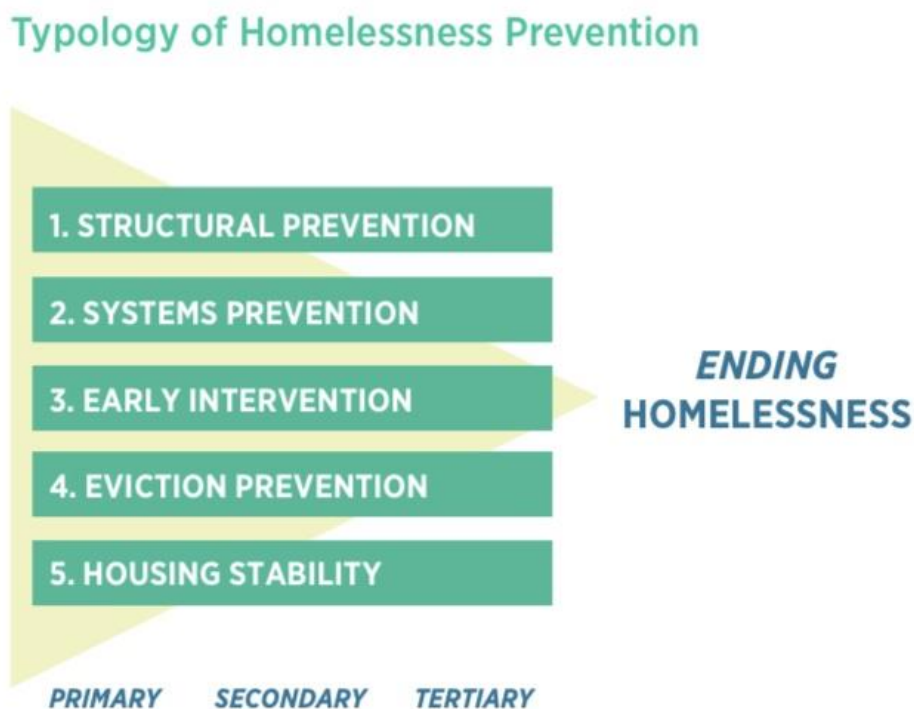 Typology of Homelessness Prevention
1. STRUCTURAL PREVENTION
2. SYSTEMS PREVENTION
3. EARLY INTERVENTION
4. EVICTION PREVENTION
5. HOUSING STABILITY
ENDING
HOMELESSNESS
PRIMARY SECONDARY TERTIARY